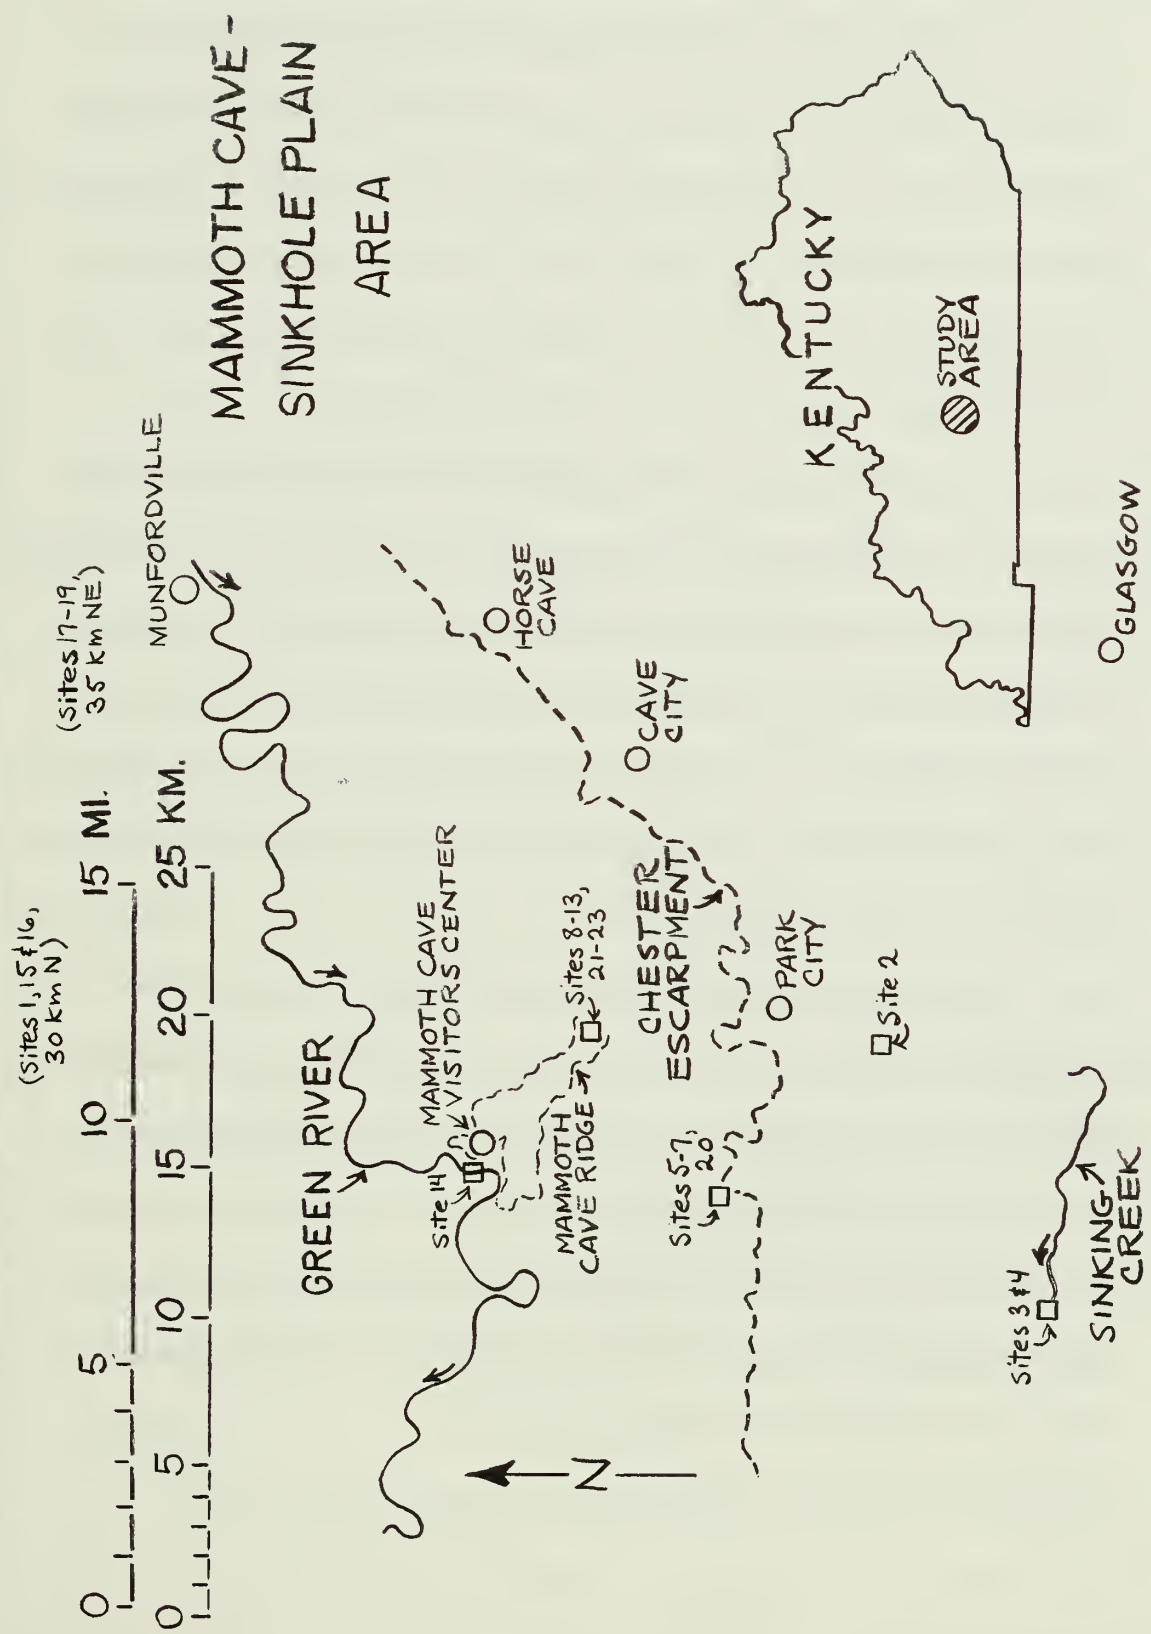 MAMMOTH CAVE-
SINKHOLE PLAIN
AREA
(Sites 1, 15 & 16,
30 km N)
(Sites 17-19,
35 km NE)
0 5 10 15 MI.
0 5 10 15 20 25 KM.
MUNFORDVILLE
GREEN RIVER
MAMMOTH CAVE
VISITORS CENTER
Site 14
HORSE
CAVE
Sites 8-13,
21-23
MAMMOTH
CAVE RIDGE
CAVE
CITY
CHESTER
ESCARPMENT
Sites 5-7,
20
PARK
CITY
N
Site 2
KENTUCKY
STUDY
AREA
Sites 3 & 4
SINKING
CREEK
GLASGOW